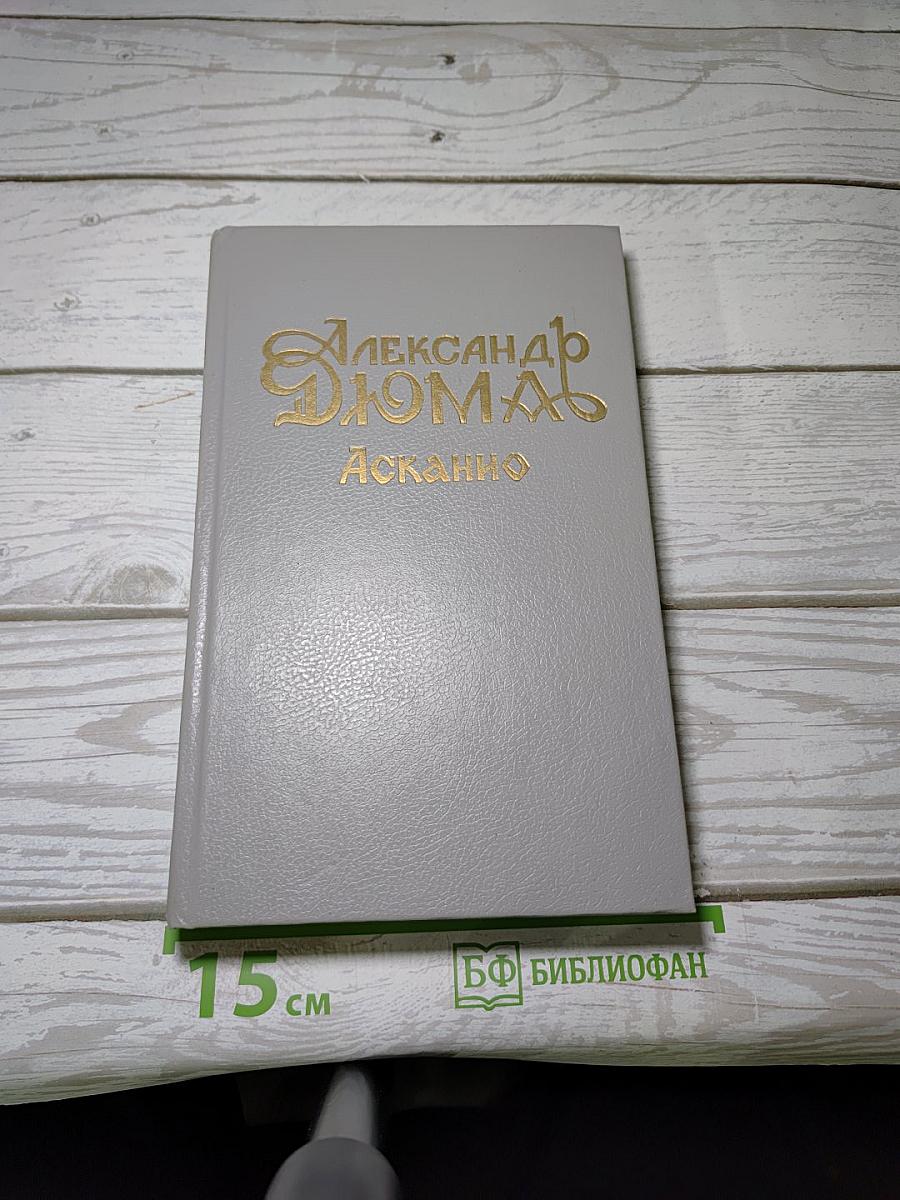 Александр
Дюма
Асканио
15 см
БФ БИБЛИОФАН